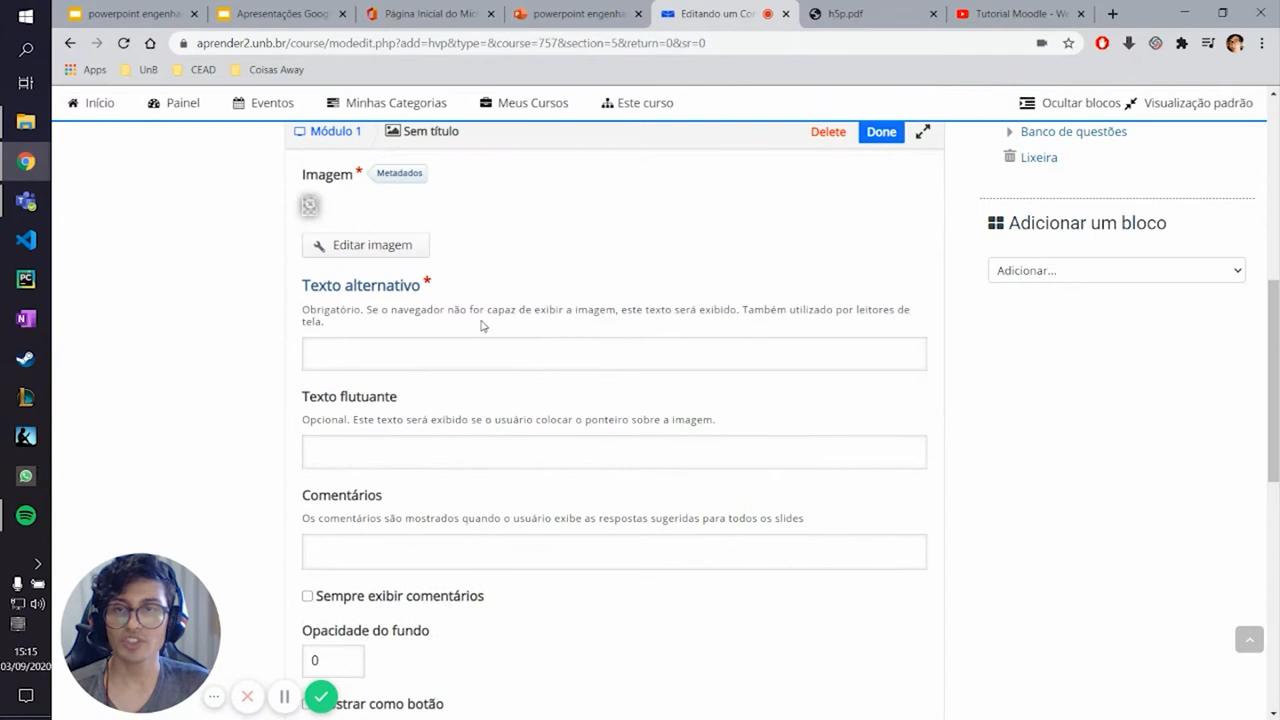 powerpoint engenha
Apresentações Goog
Página Inicial do Mic
powerpoint engenha
Editando um Co
h5p.pdf
Tutorial Moodle - W
aprender2.unb.br/course/modedit.php?add=hvp&type=&course=757&section=5&return=0&sr=0
Apps
UnB
CEAD
Coisas Away
Início
Painel
Eventos
Minhas Categorias
Meus Cursos
Este curso
Ocultar blocos
Visualização padrão
Módulo 1
Sem título
Delete
Done
Banco de questões
Lixeira
Imagem *
Metadados
Adicionar um bloco
Editar imagem
Adicionar...
Texto alternativo *
Obrigatório. Se o navegador não for capaz de exibir a imagem, este texto será exibido. Também utilizado por leitores de
tela.
Texto flutuante
Opcional. Este texto será exibido se o usuário colocar o ponteiro sobre a imagem.
Comentários
Os comentários são mostrados quando o usuário exibe as respostas sugeridas para todos os slides
Sempre exibir comentários
Opacidade do fundo
0
como botão
15:15
03/09/2020